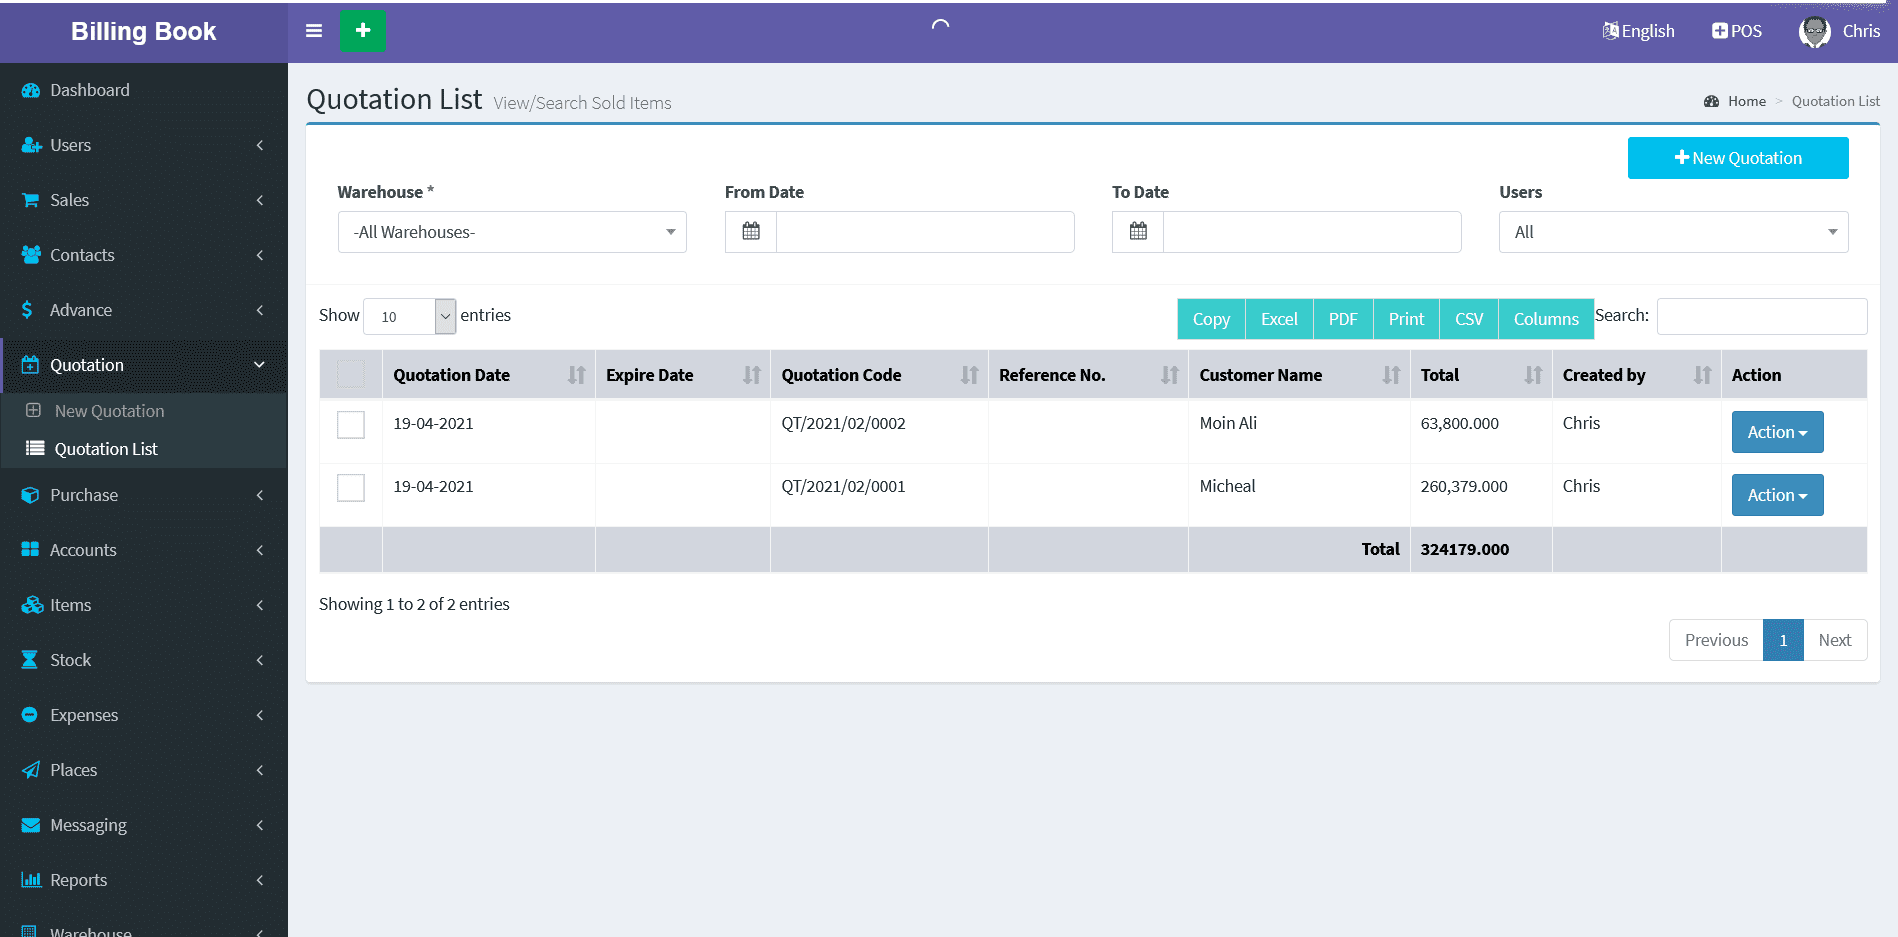 Billing Book
English
POS
Chris
Dashboard
Users
Sales
Contacts
Advance
Quotation
New Quotation
Quotation List
Purchase
Accounts
Items
Stock
Expenses
Places
Messaging
Reports
Warehouse
Quotation List View/Search Sold Items
Home > Quotation List
New Quotation
Warehouse * From Date To Date Users
-All Warehouses- All
Show 10 entries Copy Excel PDF Print CSV Columns Search:
Quotation Date Expire Date Quotation Code Reference No. Customer Name Total Created by Action
19-04-2021 QT/2021/02/0002 Moin Ali 63,800.000 Chris Action
19-04-2021 QT/2021/02/0001 Micheal 260,379.000 Chris Action
Total 324179.000
Showing 1 to 2 of 2 entries
Previous 1 Next